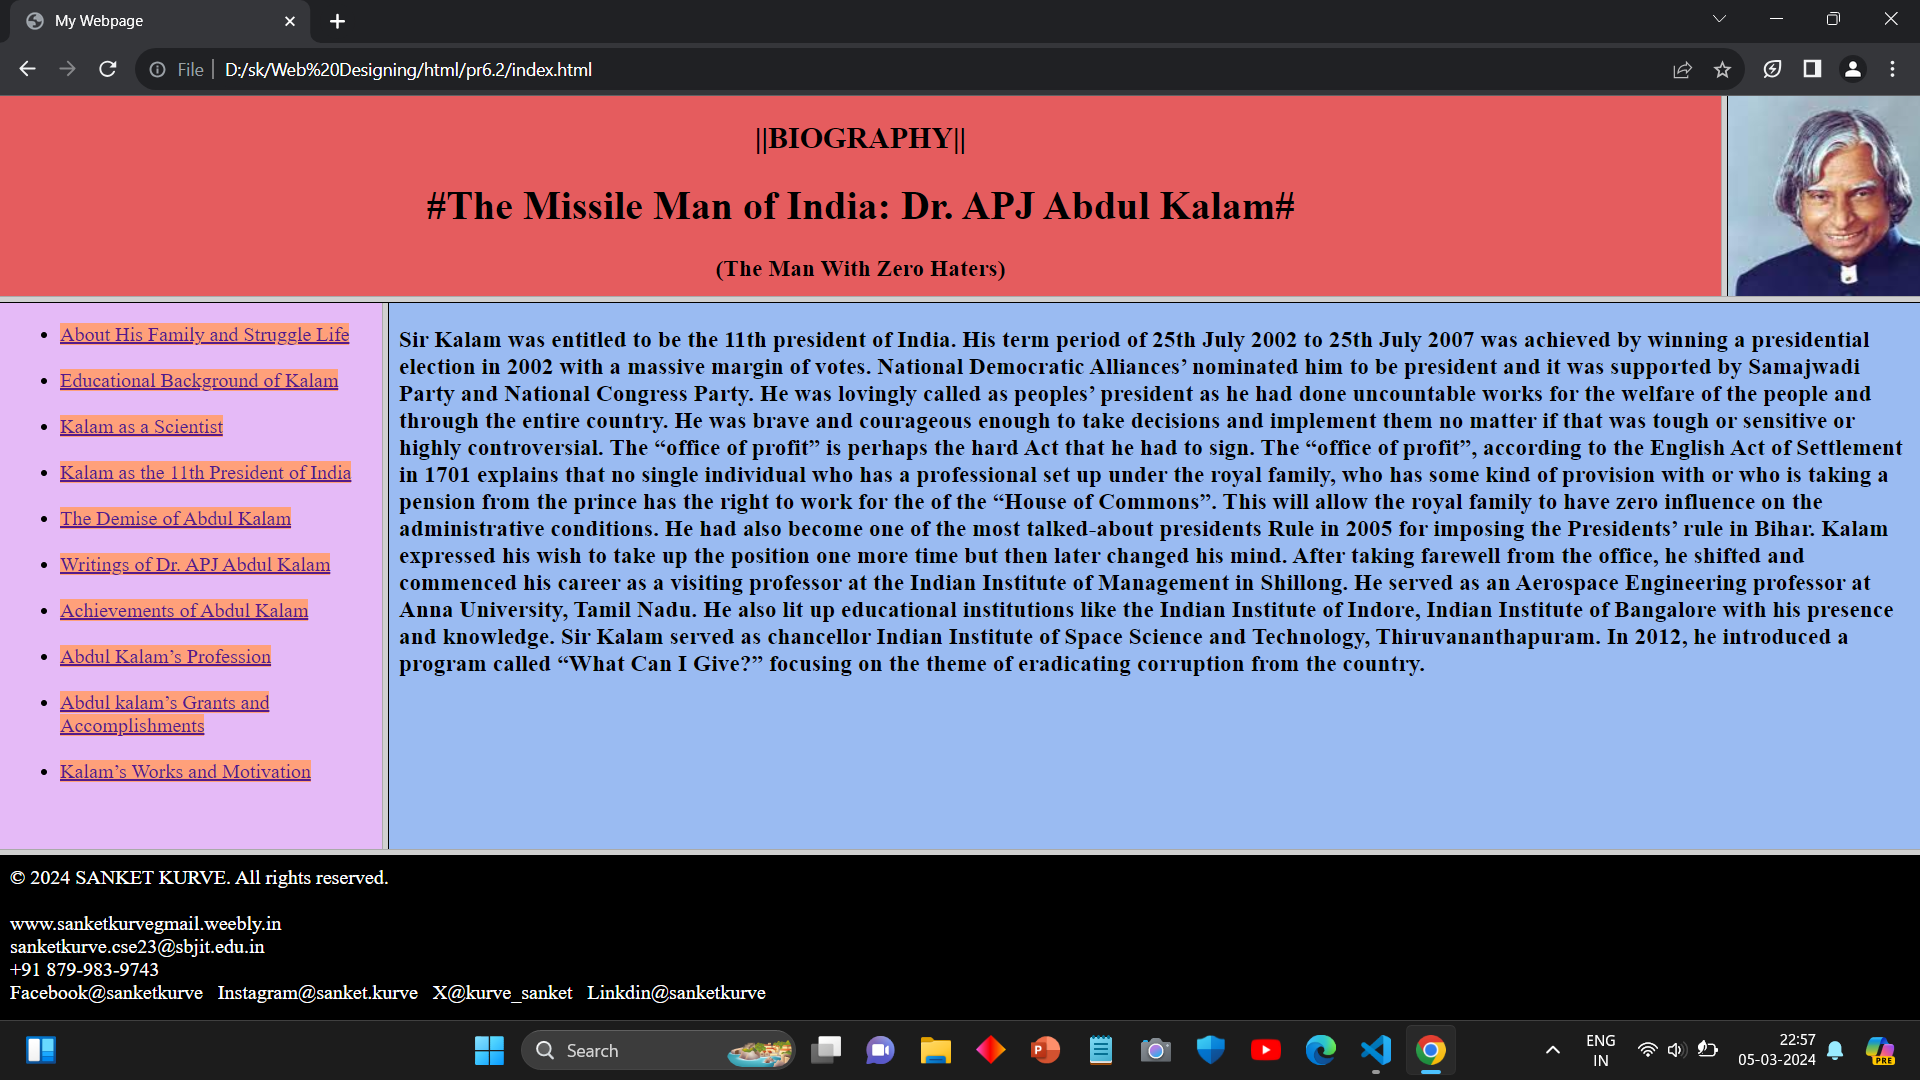 My Webpage
File
D:/sk/Web%20Designing/html/pr6.2/index.html
||BIOGRAPHY||
#The Missile Man of India: Dr. APJ Abdul Kalam#
(The Man With Zero Haters)
About His Family and Struggle Life
Educational Background of Kalam
Kalam as a Scientist
Kalam as the 11th President of India
The Demise of Abdul Kalam
Writings of Dr. APJ Abdul Kalam
Achievements of Abdul Kalam
Abdul Kalam’s Profession
Abdul kalam’s Grants and
Accomplishments
Kalam’s Works and Motivation
Sir Kalam was entitled to be the 11th president of India. His term period of 25th July 2002 to 25th July 2007 was achieved by winning a presidential
election in 2002 with a massive margin of votes. National Democratic Alliances’ nominated him to be president and it was supported by Samajwadi
Party and National Congress Party. He was lovingly called as peoples’ president as he had done uncountable works for the welfare of the people and
through the entire country. He was brave and courageous enough to take decisions and implement them no matter if that was tough or sensitive or
highly controversial. The “office of profit” is perhaps the hard Act that he had to sign. The “office of profit”, according to the English Act of Settlement
in 1701 explains that no single individual who has a professional set up under the royal family, who has some kind of provision with or who is taking a
pension from the prince has the right to work for the of the “House of Commons”. This will allow the royal family to have zero influence on the
administrative conditions. He had also become one of the most talked-about presidents Rule in 2005 for imposing the Presidents’ rule in Bihar. Kalam
expressed his wish to take up the position one more time but then later changed his mind. After taking farewell from the office, he shifted and
commenced his career as a visiting professor at the Indian Institute of Management in Shillong. He served as an Aerospace Engineering professor at
Anna University, Tamil Nadu. He also lit up educational institutions like the Indian Institute of Indore, Indian Institute of Bangalore with his presence
and knowledge. Sir Kalam served as chancellor Indian Institute of Space Science and Technology, Thiruvananthapuram. In 2012, he introduced a
program called “What Can I Give?” focusing on the theme of eradicating corruption from the country.
© 2024 SANKET KURVE. All rights reserved.
www.sanketkurvegmail.weebly.in
sanketkurve.cse23@sbjit.edu.in
+91 879-983-9743
Facebook@sanketkurve Instagram@sanket.kurve X@kurve_sanket Linkdin@sanketkurve
Search
P
ENG
IN
22:57
05-03-2024
PRE